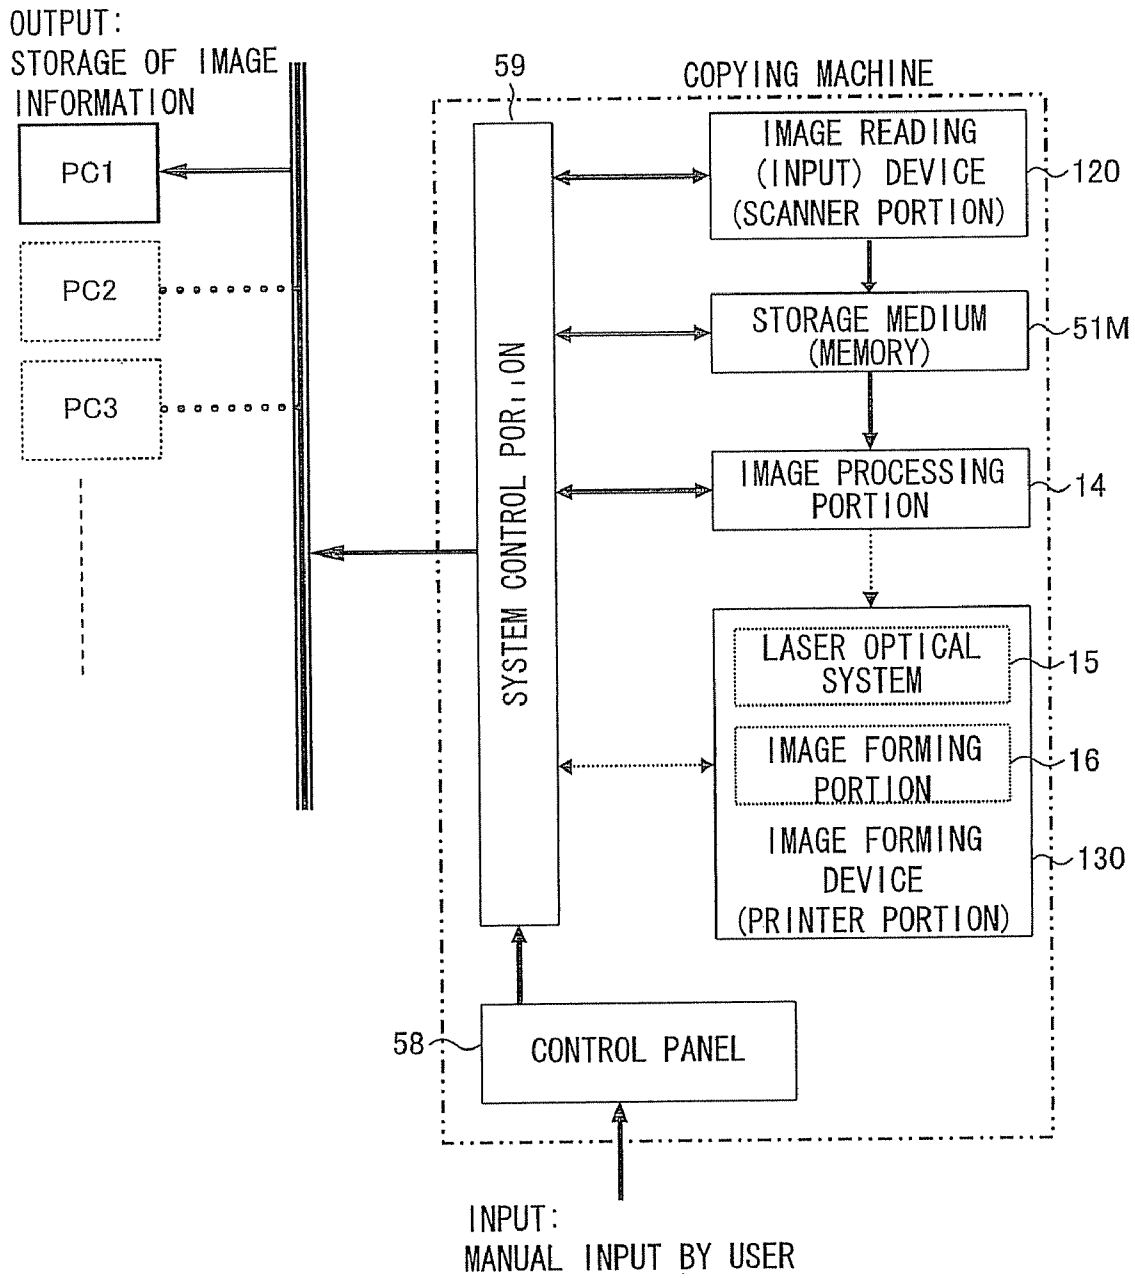 OUTPUT:
STORAGE OF IMAGE
INFORMATION
PC1
PC2
PC3
59
COPYING MACHINE
SYSTEM CONTROL PORTION
IMAGE READING
(INPUT) DEVICE
(SCANNER PORTION)
120
STORAGE MEDIUM
(MEMORY)
51M
IMAGE PROCESSING
PORTION
14
LASER OPTICAL
SYSTEM
15
IMAGE FORMING
PORTION
16
IMAGE FORMING
DEVICE
(PRINTER PORTION)
130
58
CONTROL PANEL
INPUT:
MANUAL INPUT BY USER